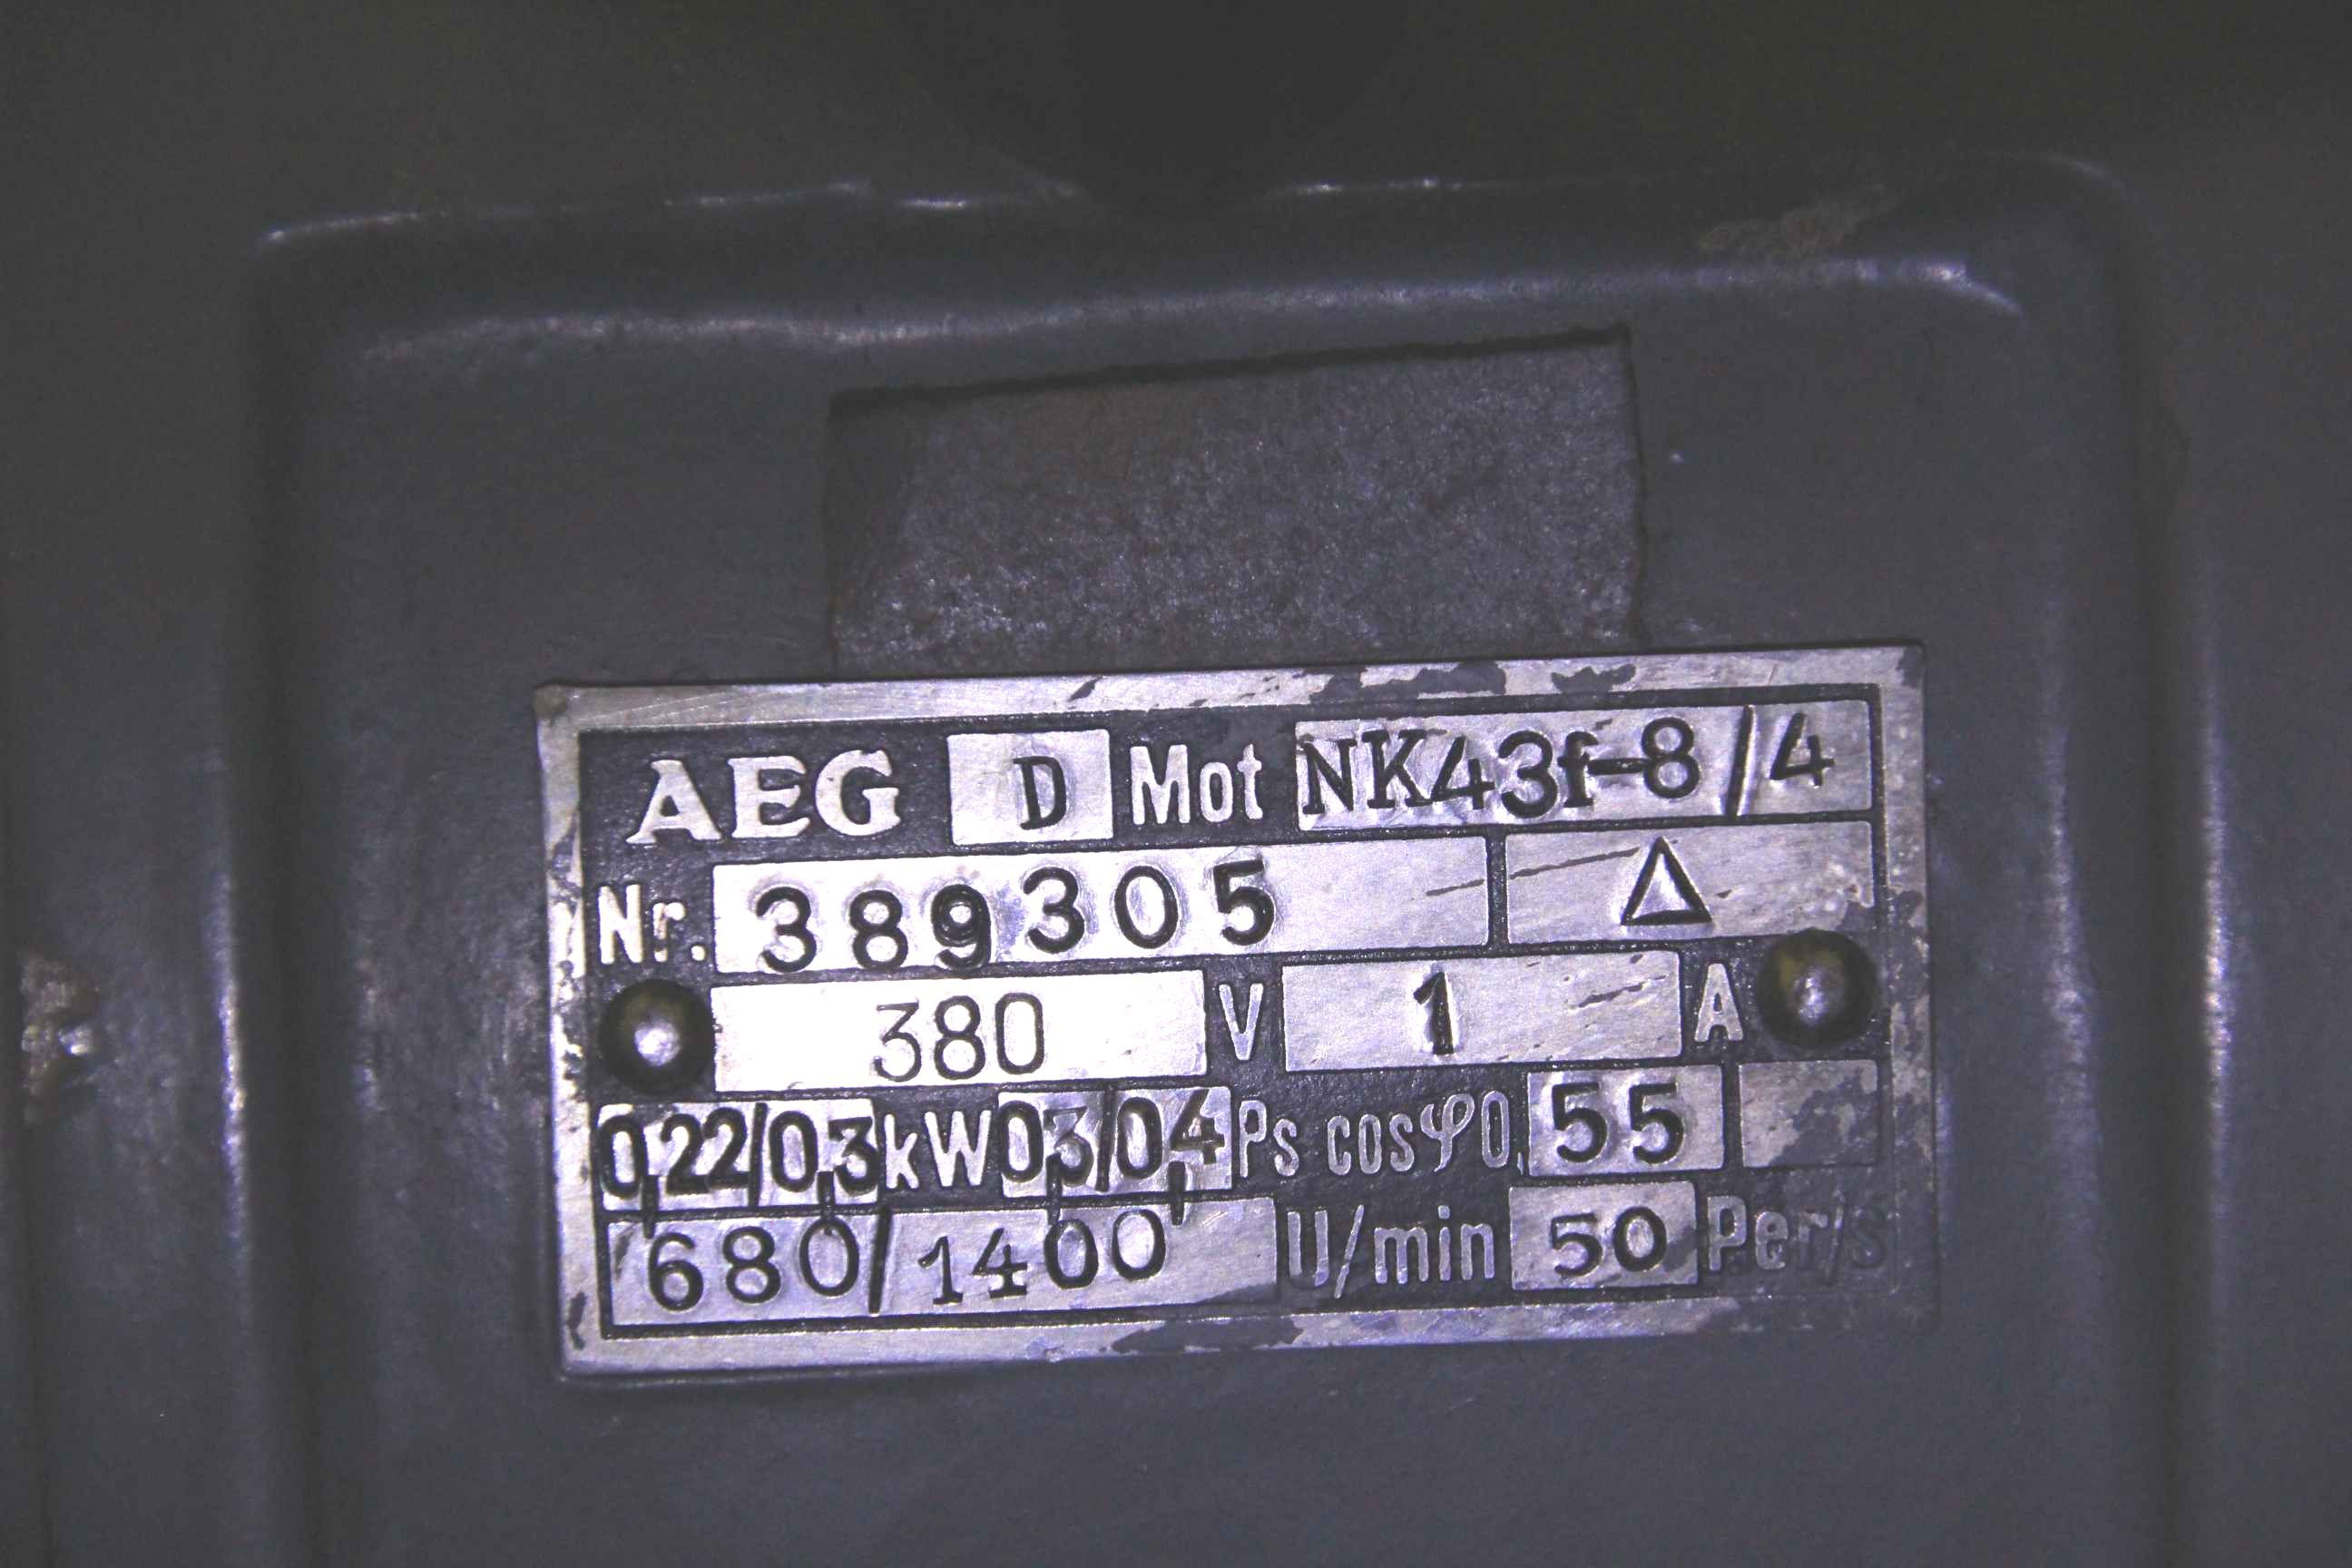 AEG D Mot NK43f-8/4
Nr. 389305 Δ
380 V 1 A
0,22/0,3 kW 0,3/0,4 Ps cosφ 0,55
680/1400 U/min 50 Per/s